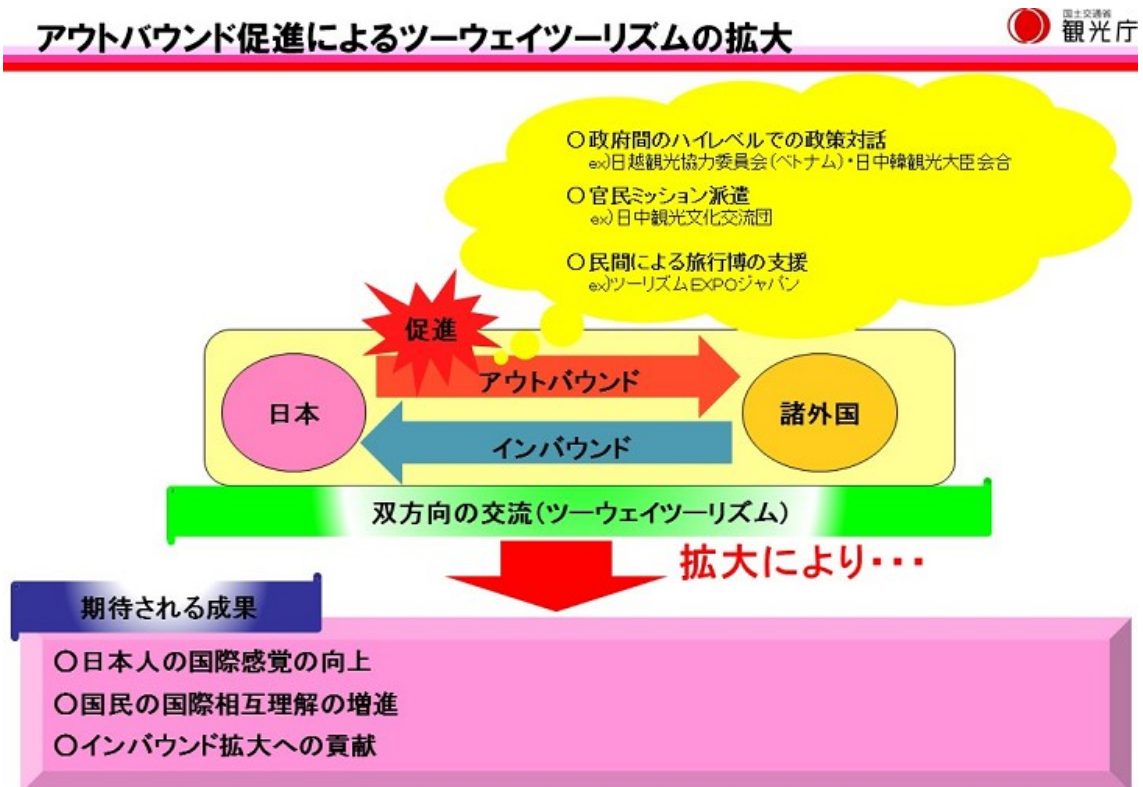 アウトバウンド促進によるツーウェイツーリズムの拡大
国土交通省
観光庁
○政府間のハイレベルでの政策対話
ex)日越観光協力委員会(ベトナム)・日中韓観光大臣会合
○官民ミッション派遣
ex)日中観光文化交流団
○民間による旅行博の支援
ex)ツーリズムEXPOジャパン
促進
アウトバウンド
日本
諸外国
インバウンド
双方向の交流(ツーウェイツーリズム)
拡大により・・・
期待される成果
○日本人の国際感覚の向上
○国民の国際相互理解の増進
○インバウンド拡大への貢献